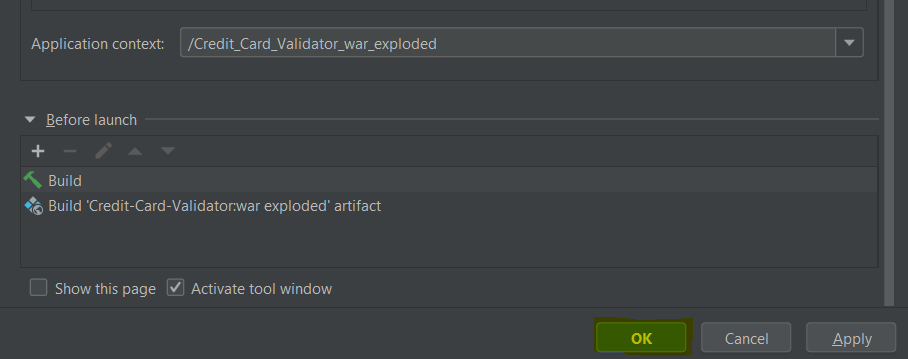 Application context: /Credit_Card_Validator_war_exploded
Before launch
Build
Build 'Credit-Card-Validator:war exploded' artifact
Show this page Activate tool window
OK Cancel Apply